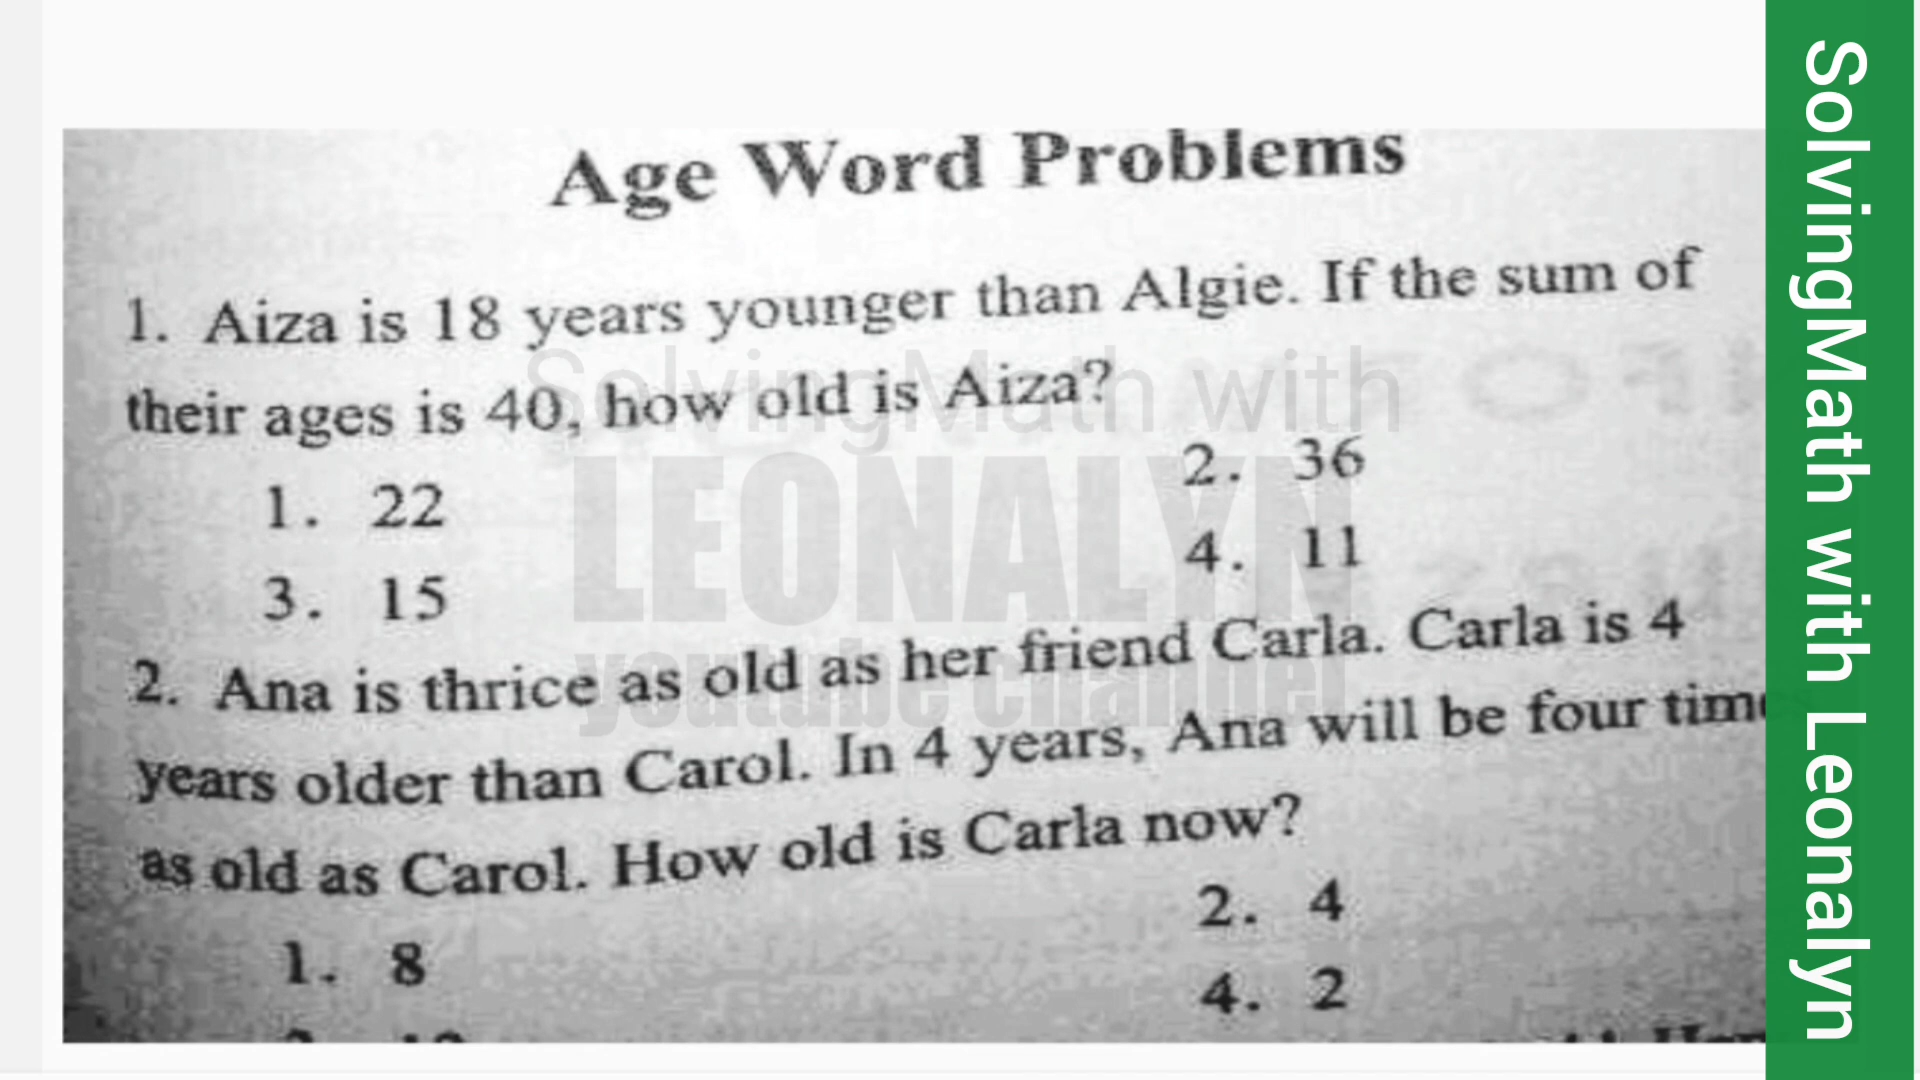 Age Word Problems
1. Aiza is 18 years younger than Algie. If the sum of
their ages is 40, how old is Aiza?
1. 22
2. 36
3. 15
4. 11
2. Ana is thrice as old as her friend Carla. Carla is 4
years older than Carol. In 4 years, Ana will be four
as old as Carol. How old is Carla now?
1. 8
2. 4
4. 2
SolvingMath with
LEONALYN
youtube channel
SolvingMath with Leonalyn